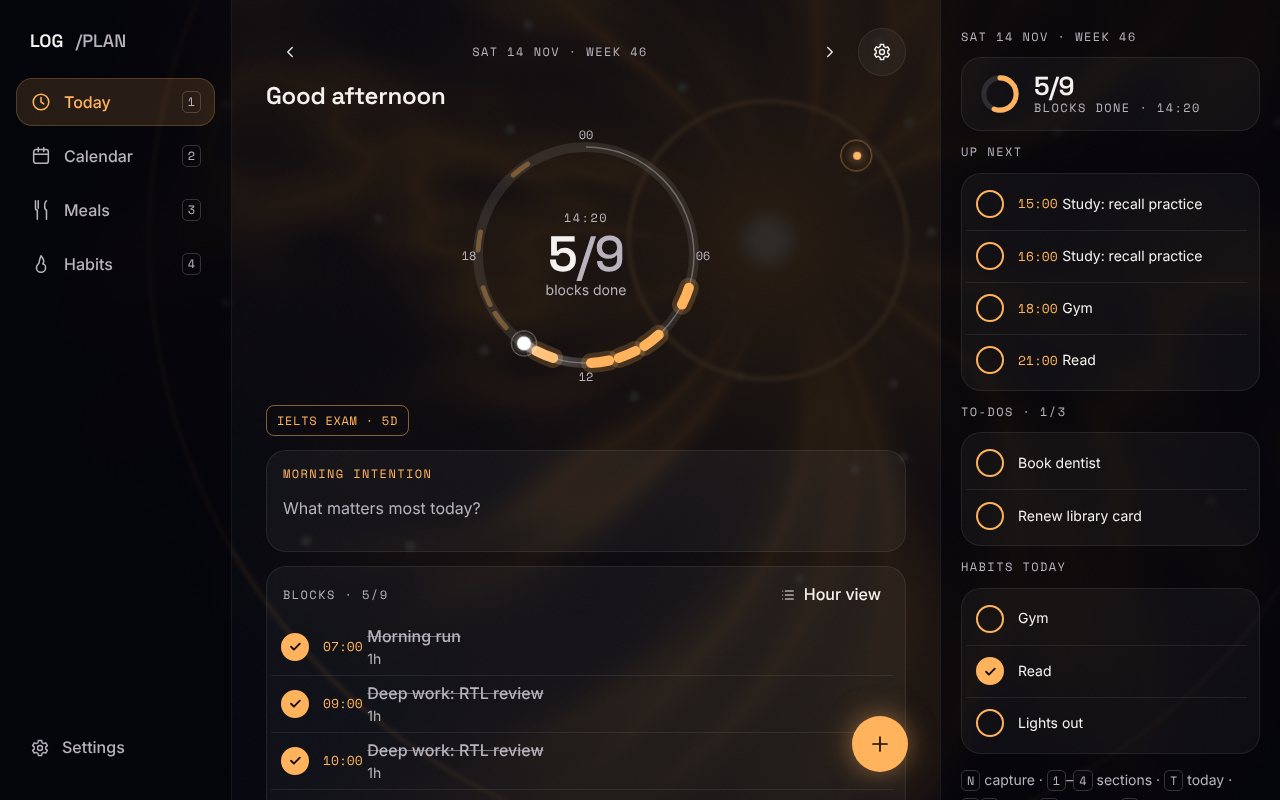 LOG /PLAN
Today 1
Calendar 2
Meals 3
Habits 4
Settings
SAT 14 NOV · WEEK 46
Good afternoon
00
06
12
18
14:20
5/9
blocks done
IELTS EXAM · 5D
MORNING INTENTION
What matters most today?
BLOCKS · 5/9
Hour view
07:00 Morning run
1h
09:00 Deep work: RTL review
1h
10:00 Deep work: RTL review
1h
SAT 14 NOV · WEEK 46
5/9
BLOCKS DONE · 14:20
UP NEXT
15:00 Study: recall practice
16:00 Study: recall practice
18:00 Gym
21:00 Read
TO-DOS · 1/3
Book dentist
Renew library card
HABITS TODAY
Gym
Read
Lights out
N capture · 1–4 sections · T today ·